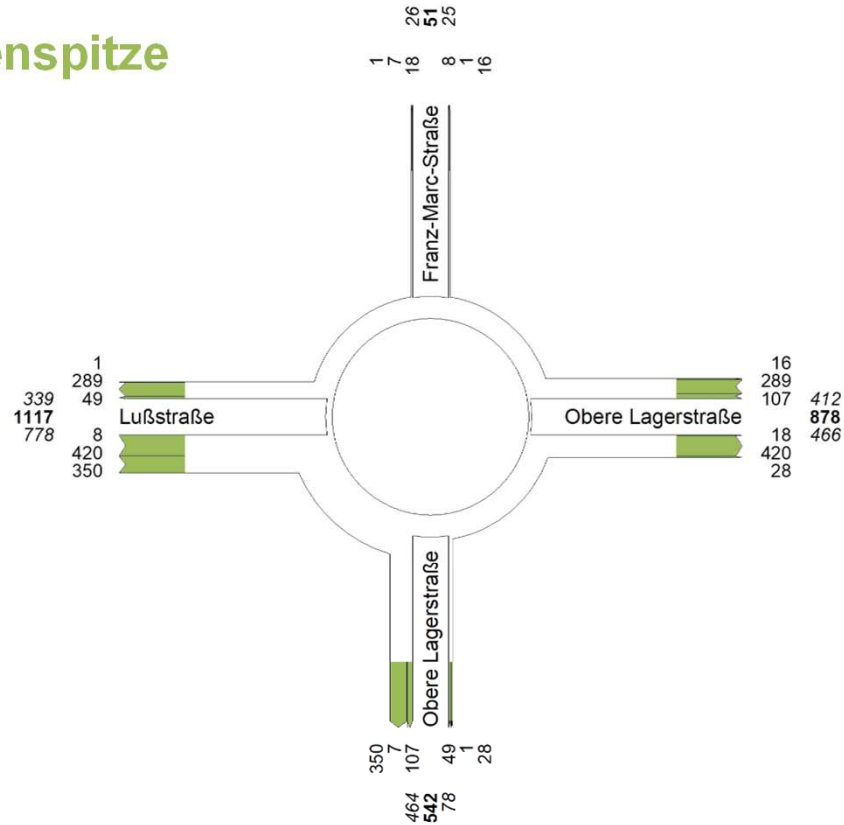 26 51 25
enspitze
1 7 18 8 1 16
Franz-Marc-Straße
1
289
339 49
1117 Lußstraße
778 8
420
350
16
289
107 412
Obere Lagerstraße 878
18 466
420
28
Obere Lagerstraße
350 7 107 49 1 28
464 542 78